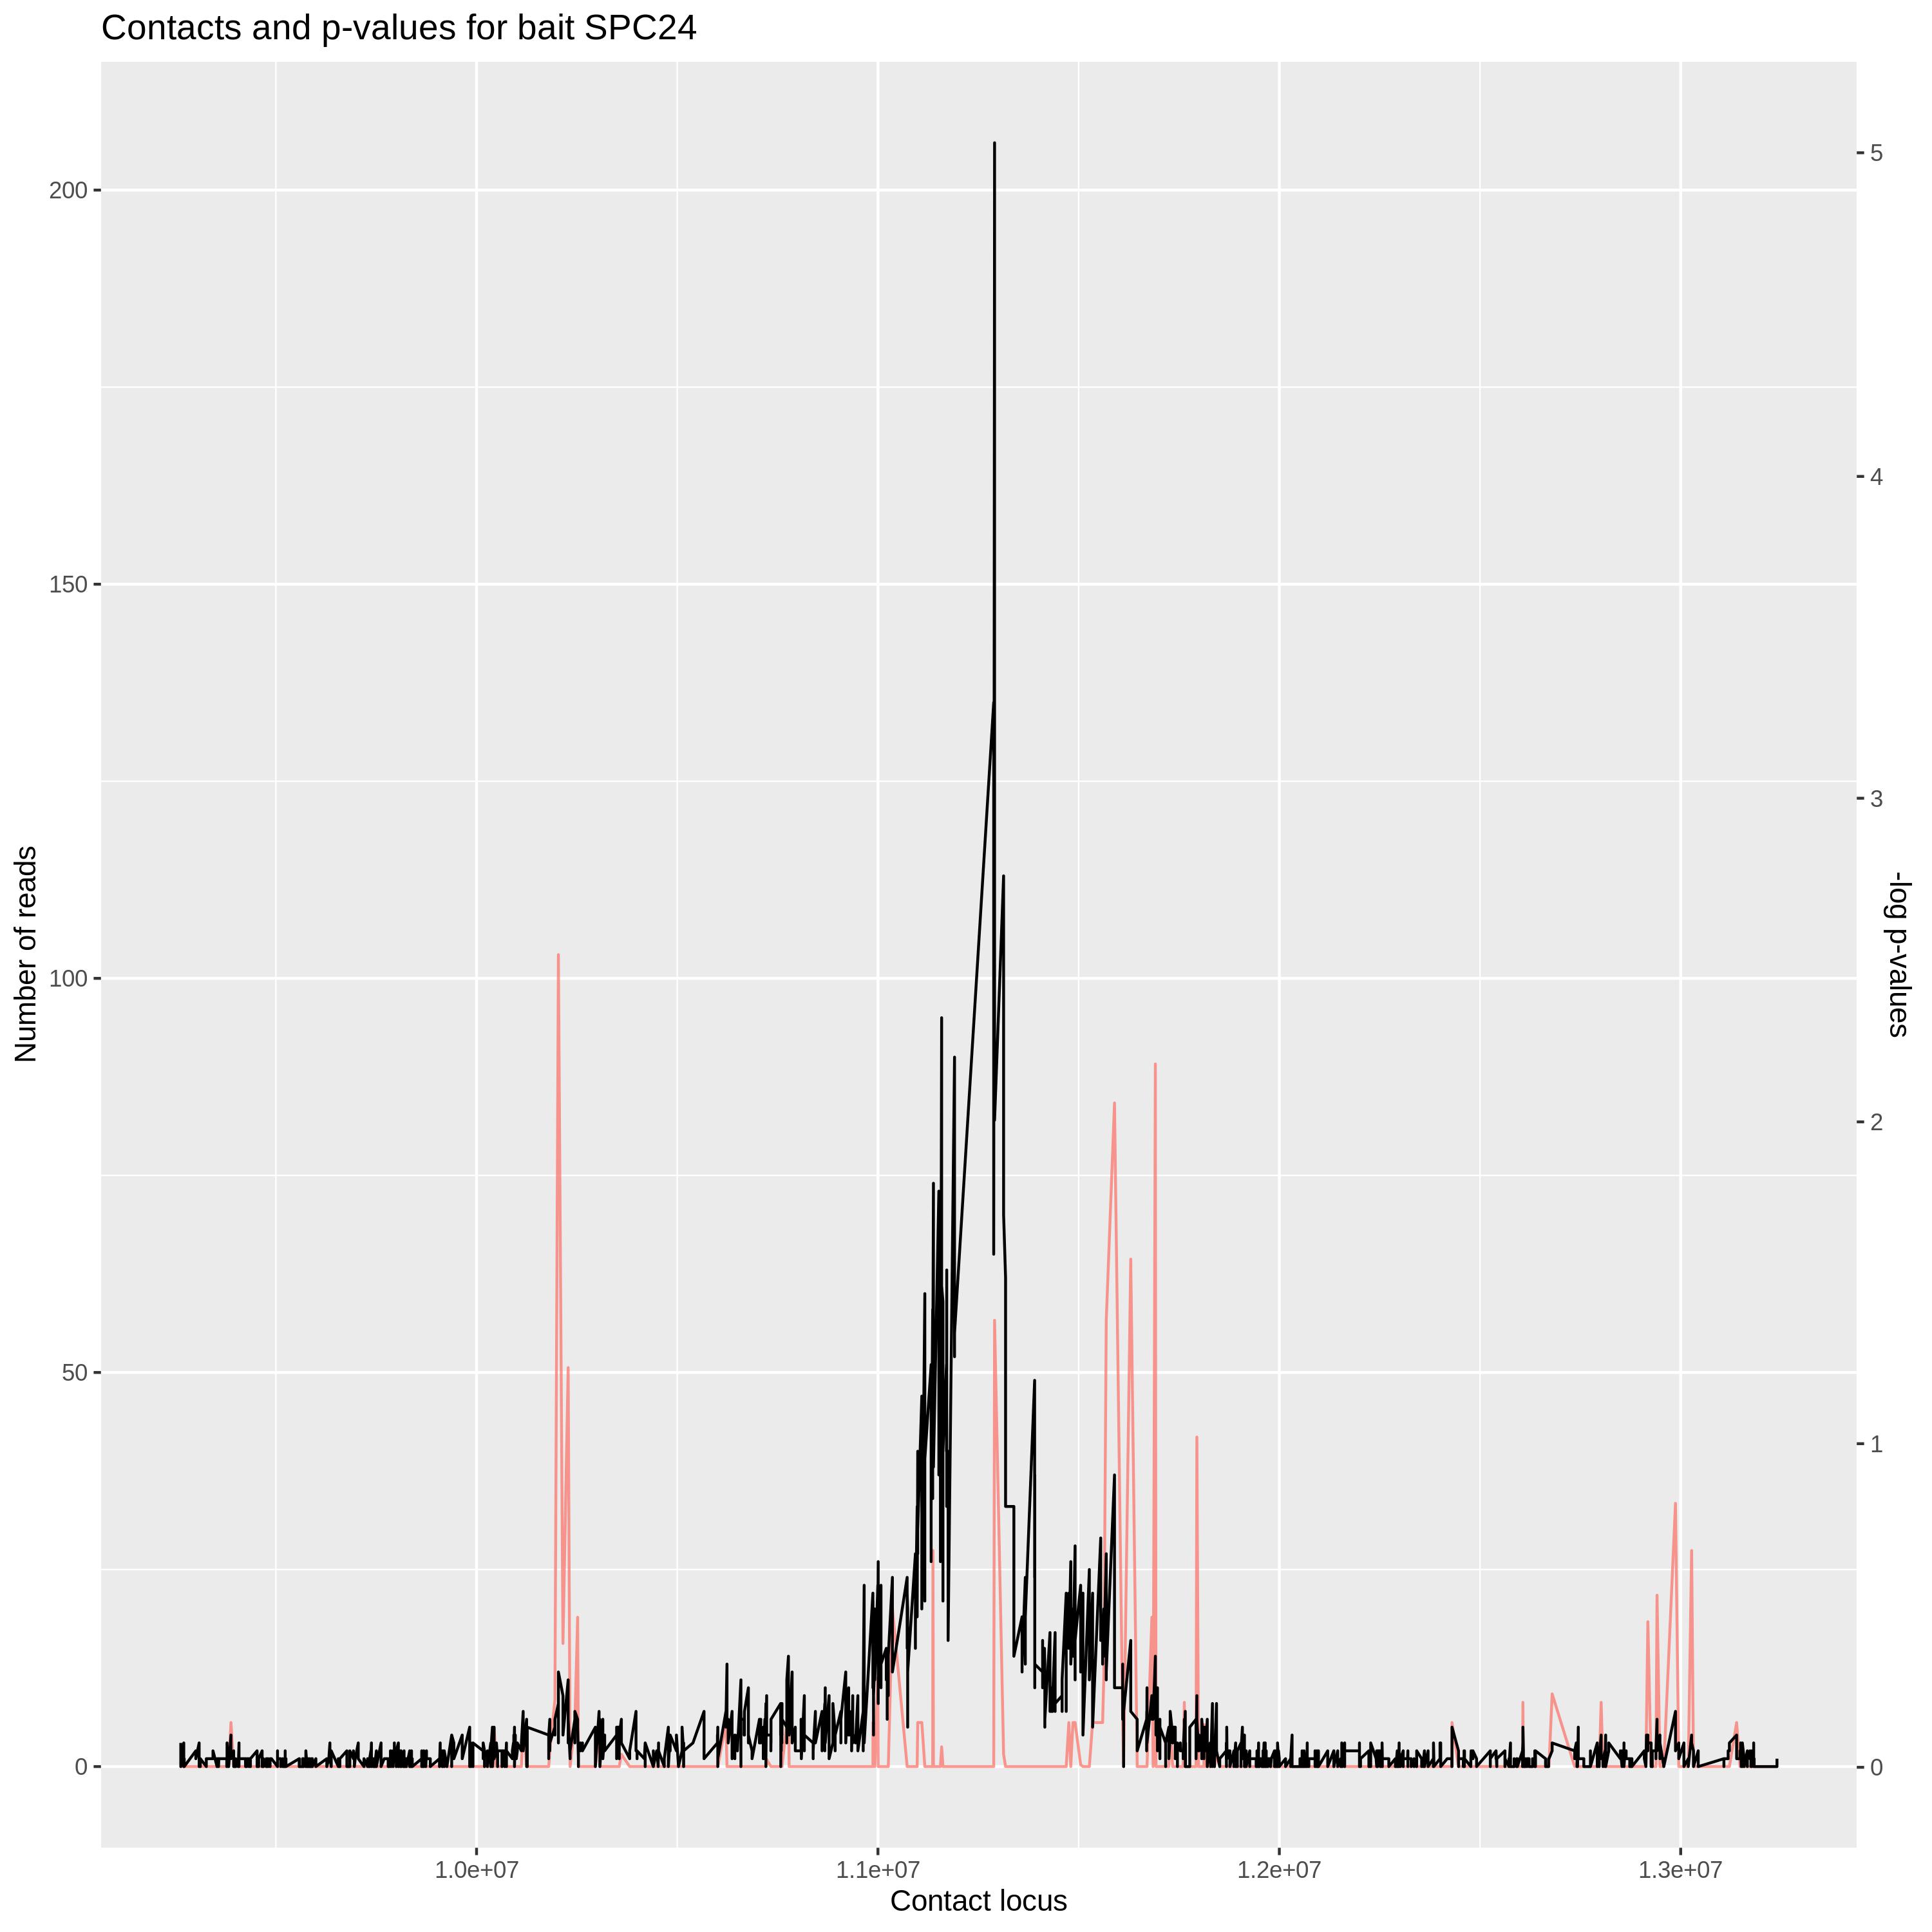 Contacts and p-values for bait SPC24
200
150
100
50
0
Number of reads
5
4
3
2
1
0
-log p-values
1.0e+07
1.1e+07
1.2e+07
1.3e+07
Contact locus